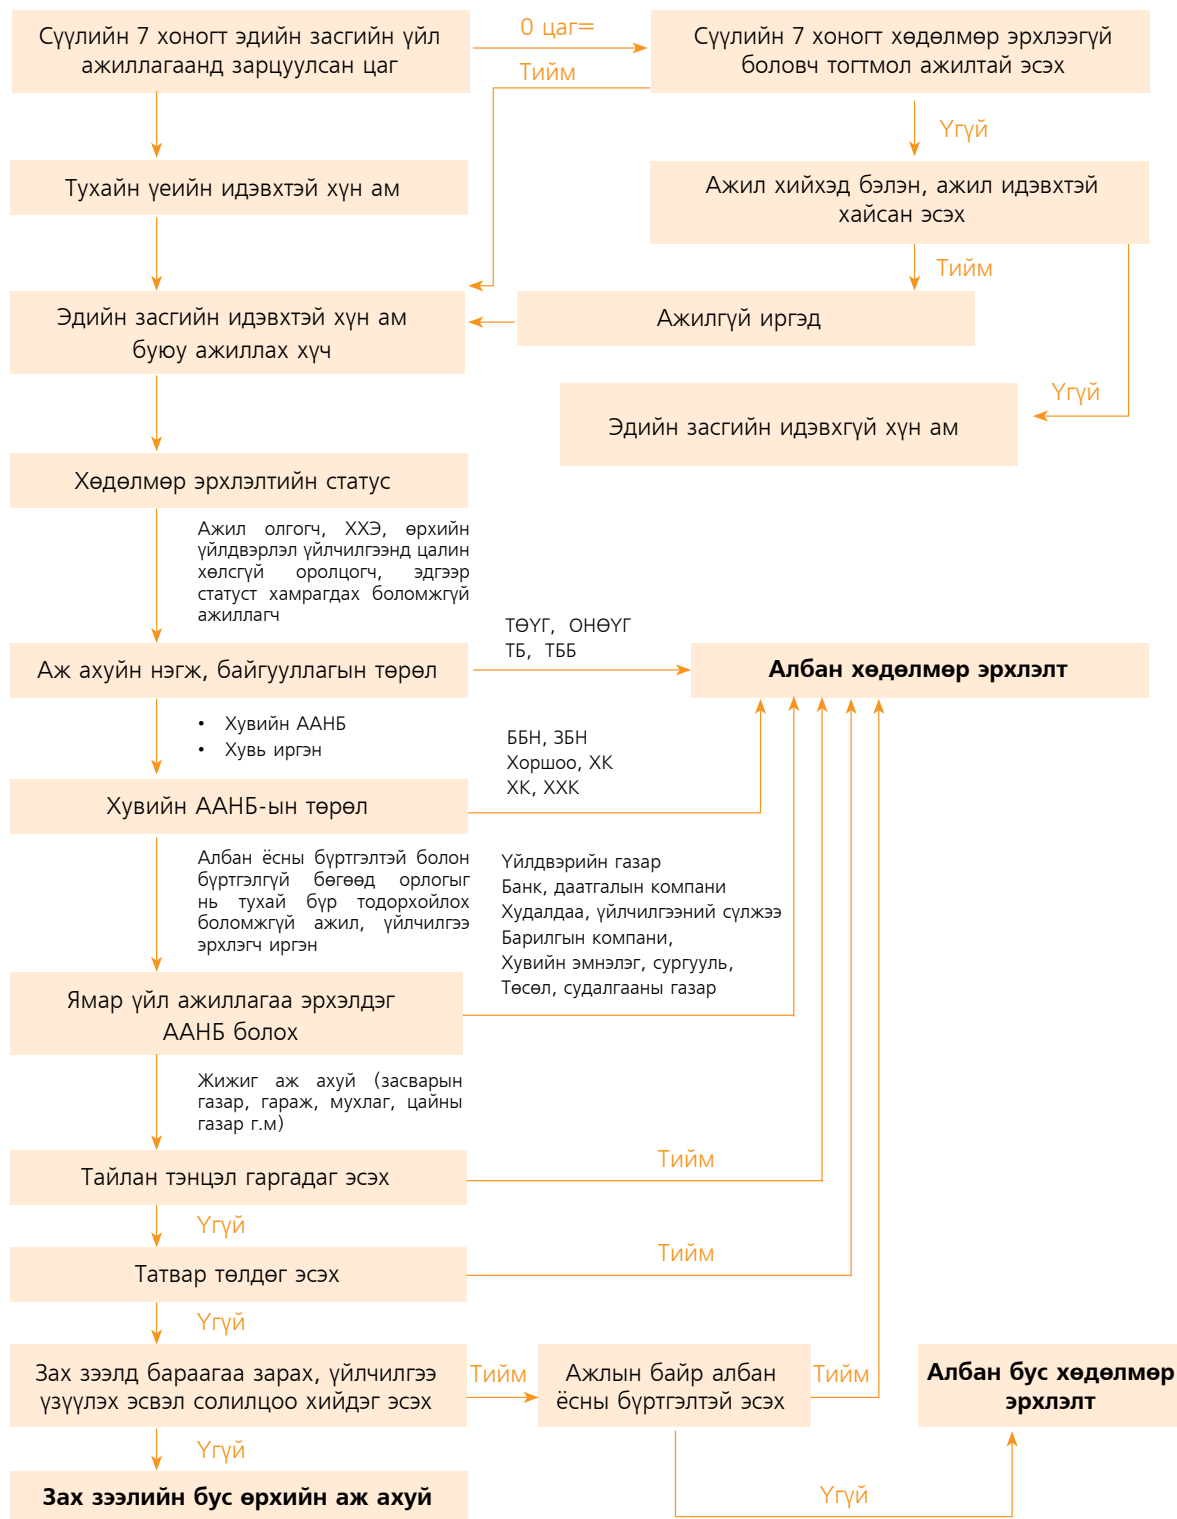 Сүүлийн 7 хоногт эдийн засгийн үйл
ажиллагаанд зарцуулсан цаг
0 цаг=
Сүүлийн 7 хоногт хөдөлмөр эрхлээгүй
боловч тогтмол ажилтай эсэх
Тийм
Үгүй
Тухайн үеийн идэвхтэй хүн ам
Ажил хийхэд бэлэн, ажил идэвхтэй
хайсан эсэх
Тийм
Эдийн засгийн идэвхтэй хүн ам
буюу ажиллах хүч
Ажилгүй иргэд
Үгүй
Эдийн засгийн идэвхгүй хүн ам
Хөдөлмөр эрхлэлтийн статус
Ажил олгогч, ХХЭ, өрхийн
үйлдвэрлэл үйлчилгээнд цалин
хөлсгүй оролцогч, эдгээр
статуст хамрагдах боломжгүй
ажиллагч
ТӨҮГ, ОНӨҮГ
ТБ, ТББ
Аж ахуйн нэгж, байгууллагын төрөл
Албан хөдөлмөр эрхлэлт
• Хувийн ААНБ
• Хувь иргэн
ББН, ЗБН
Хоршоо, ХК
ХК, ХХК
Хувийн ААНБ-ын төрөл
Албан ёсны бүртгэлтэй болон
бүртгэлгүй бөгөөд орлогыг
нь тухай бүр тодорхойлох
боломжгүй ажил, үйлчилгээ
эрхлэгч иргэн
Үйлдвэрийн газар
Банк, даатгалын компани
Худалдаа, үйлчилгээний сүлжээ
Барилгын компани,
Хувийн эмнэлэг, сургууль,
Төсөл, судалгааны газар
Ямар үйл ажиллагаа эрхэлдэг
ААНБ болох
Жижиг аж ахуй (засварын
газар, гараж, мухлаг, цайны
газар г.м)
Тайлан тэнцэл гаргадаг эсэх
Тийм
Үгүй
Татвар төлдөг эсэх
Тийм
Үгүй
Зах зээлд бараагаа зарах, үйлчилгээ
үзүүлэх эсвэл солилцоо хийдэг эсэх
Тийм
Ажлын байр албан
ёсны бүртгэлтэй эсэх
Тийм
Албан бус хөдөлмөр
эрхлэлт
Үгүй
Зах зээлийн бус өрхийн аж ахуй
Үгүй